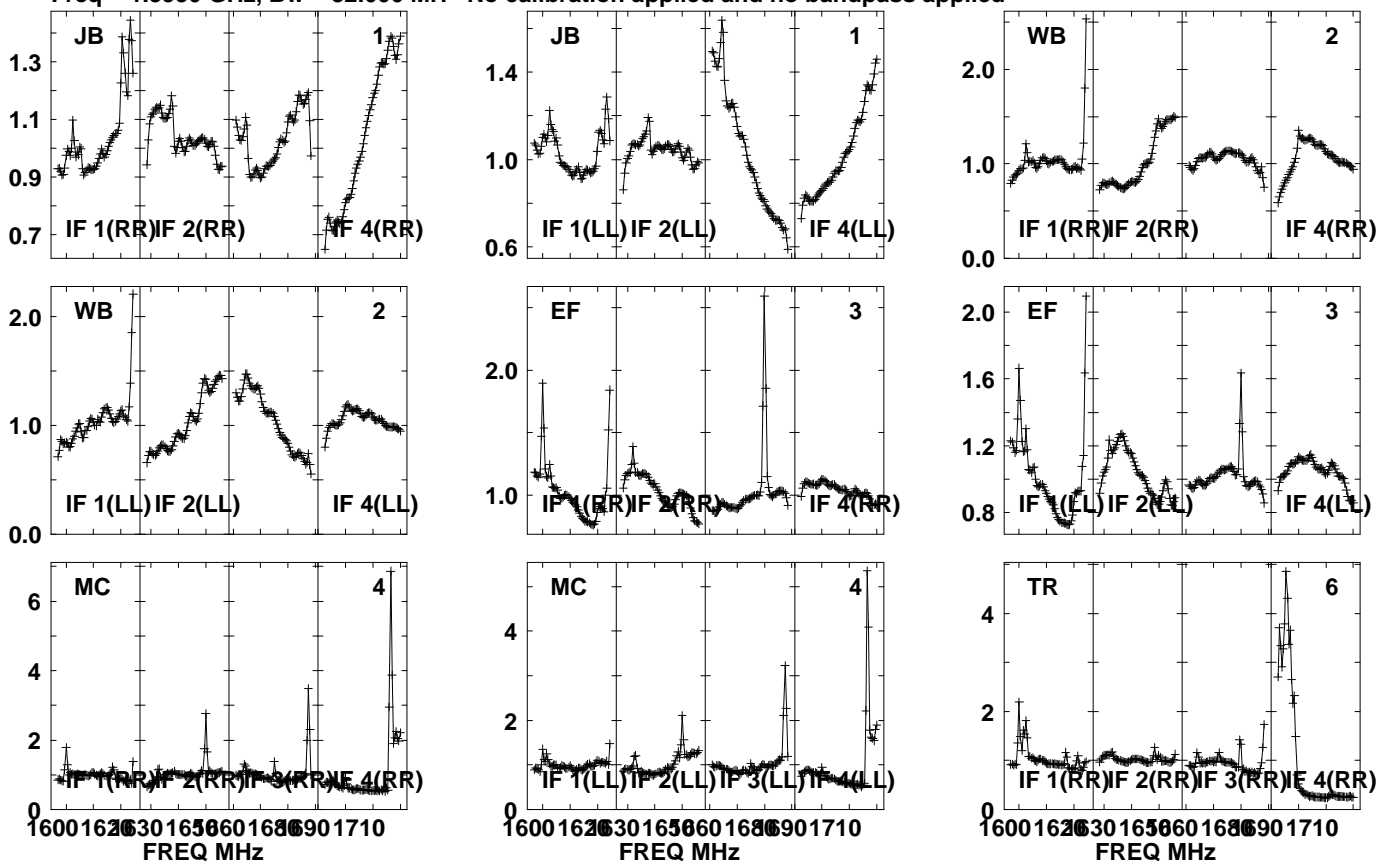 No calibration applied and no bandpass applied
JB 1
1.3
1.1
0.9
0.7
IF 1(RR) IF 2(RR) IF 4(RR)
JB 1
1.4
1.0
0.6
IF 1(LL) IF 2(LL) IF 4(LL)
WB 2
2.0
1.0
0.0
IF 1(RR) IF 2(RR) IF 4(RR)
WB 2
2.0
1.0
0.0
IF 1(LL) IF 2(LL) IF 4(LL)
EF 3
2.0
1.0
IF 1(RR) IF 2(RR) IF 4(RR)
EF 3
2.0
1.6
1.2
0.8
IF 1(LL) IF 2(LL) IF 4(LL)
MC 4
6
4
2
0
IF 1(RR) IF 2(RR) IF 3(RR) IF 4(RR)
1600 1710
FREQ MHz
MC 4
4
2
0
IF 1(LL) IF 2(LL) IF 3(LL) IF 4(LL)
1600 1710
FREQ MHz
TR 6
4
2
0
IF 1(RR) IF 2(RR) IF 3(RR) IF 4(RR)
1600 1710
FREQ MHz